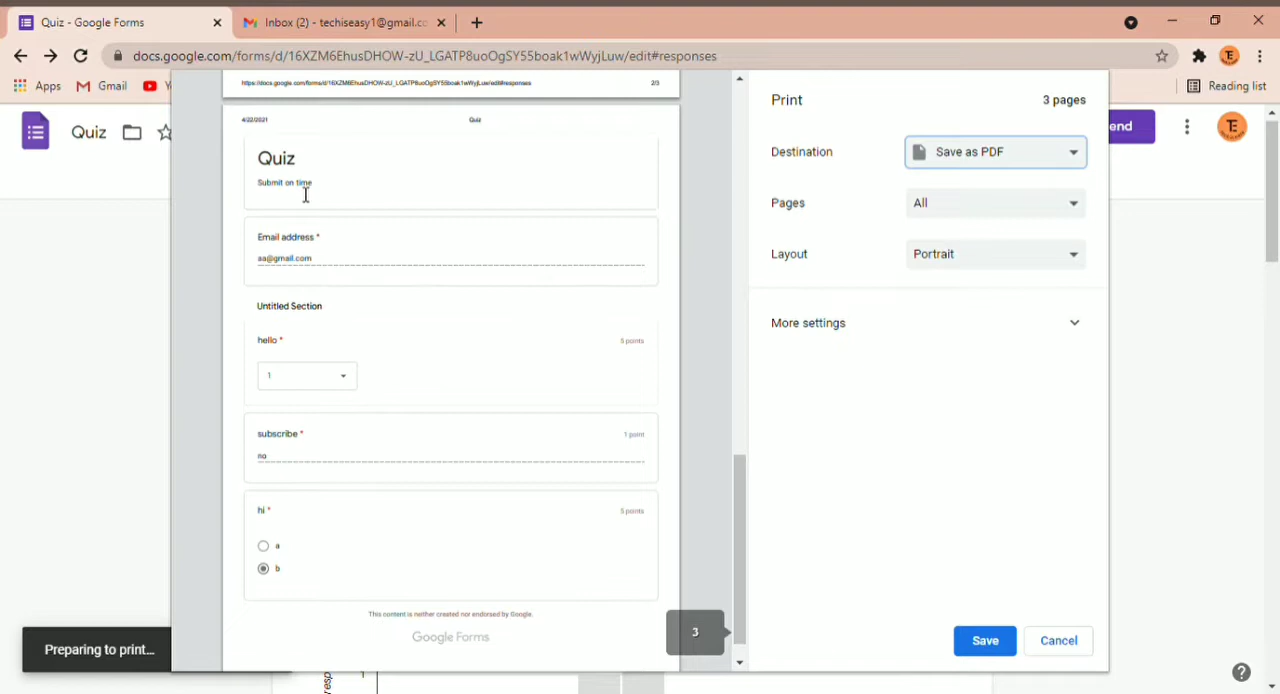 Quiz - Google Forms
Inbox (2) - techiseasy1@gmail.co
docs.google.com/forms/d/16XZM6EhusDHOW-zU_LGATP8uoOgSY55boak1wWyjLuw/edit#responses
Apps
Gmail
Reading list
Quiz
end
TE
https://docs.google.com/forms/d/16XZM6EhusDHOW-zU_LGATP8uoOgSY55boak1wWyjLuw/edit#responses 2/3
4/22/2021 Quiz
Quiz
Submit on time
Email address *
aa@gmail.com
Untitled Section
hello * 5 points
1
subscribe * 1 point
no
hi * 5 points
a
b
This content is neither created nor endorsed by Google.
Google Forms
3
Print 3 pages
Destination Save as PDF
Pages All
Layout Portrait
More settings
Save Cancel
Preparing to print...